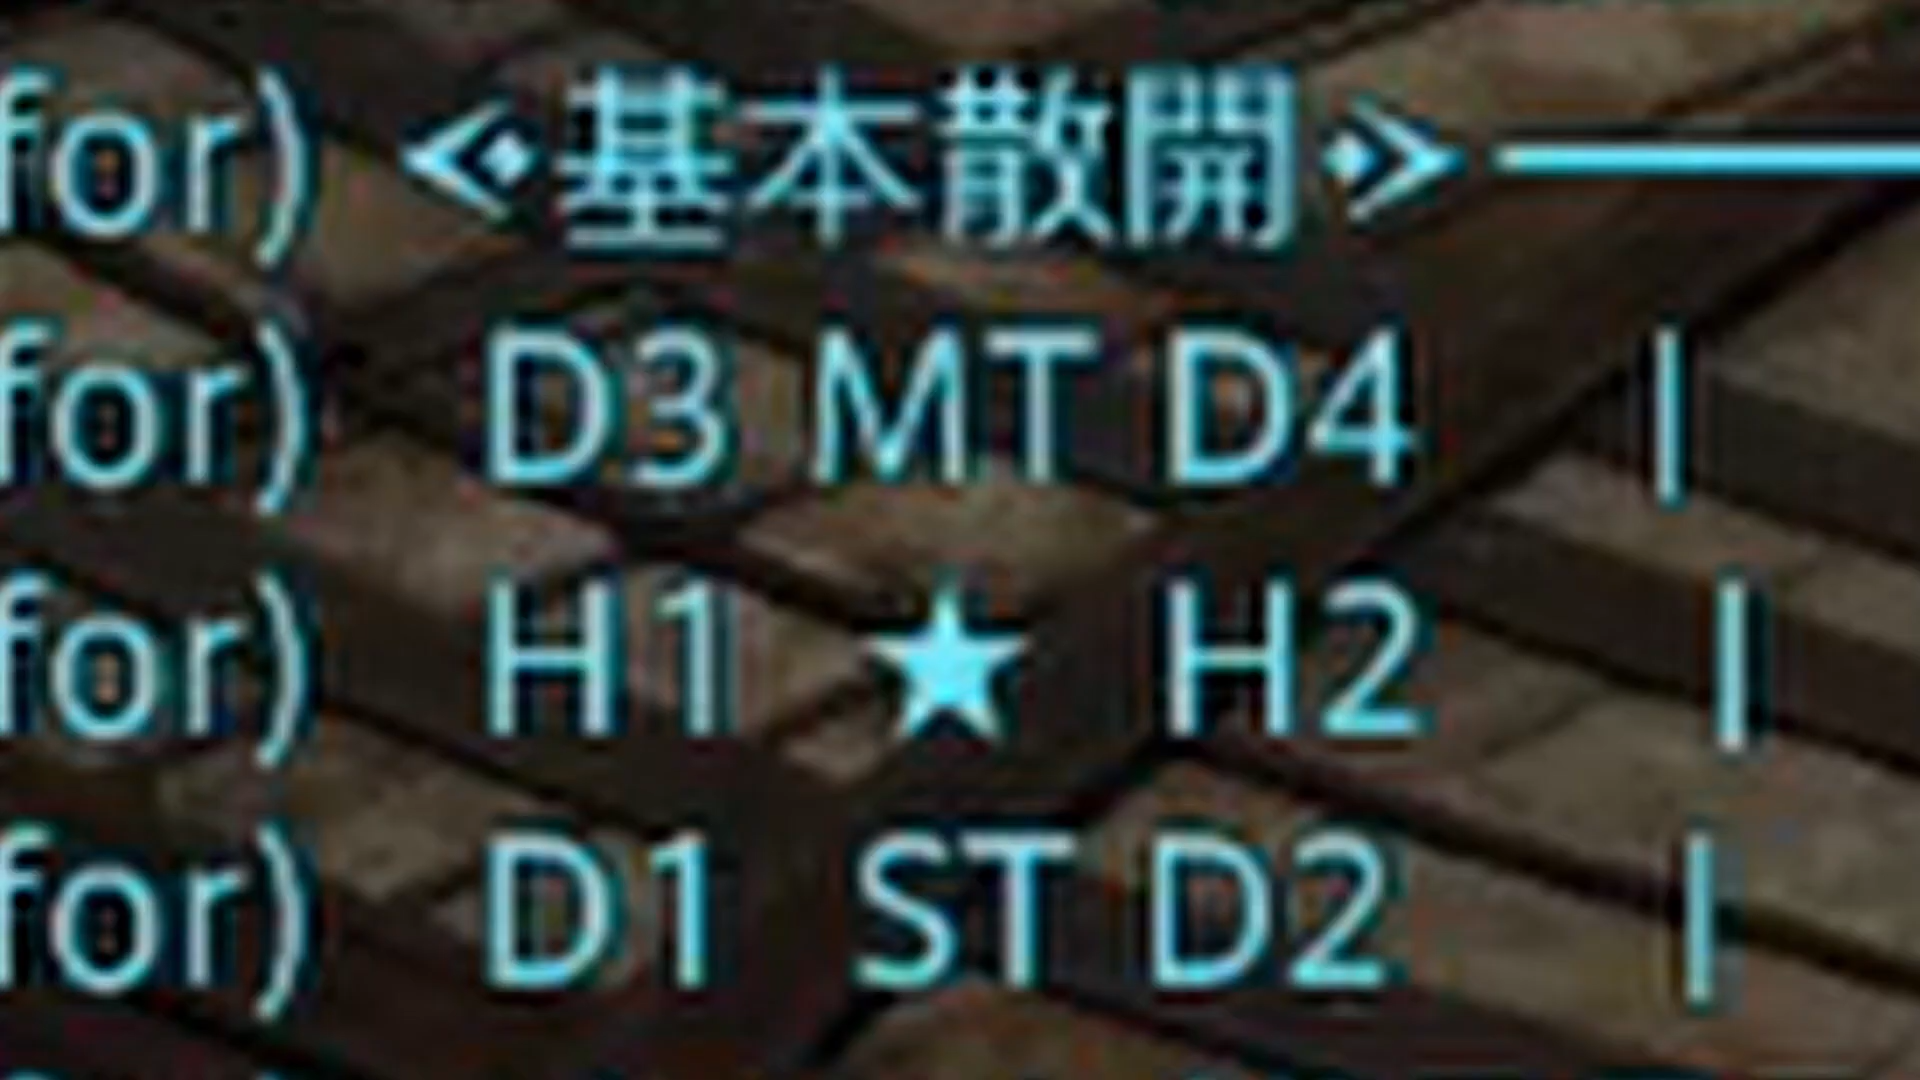 for) <・基本散開・> ―
for) D3 MT D4 |
for) H1 ★ H2 |
for) D1 ST D2 |